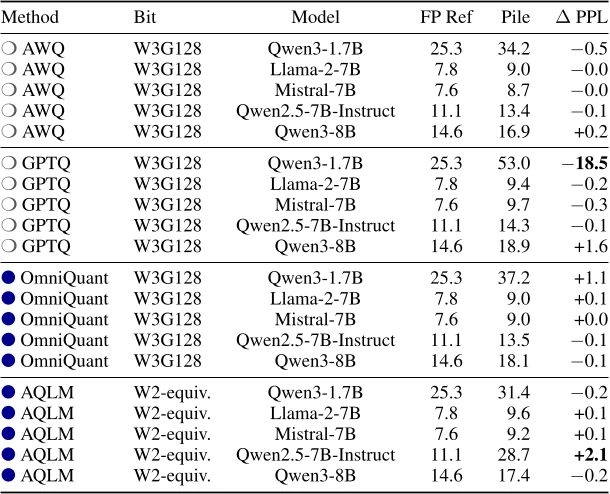 Method Bit Model FP Ref Pile Δ PPL
❍ AWQ W3G128 Qwen3-1.7B 25.3 34.2 −0.5
❍ AWQ W3G128 Llama-2-7B 7.8 9.0 −0.0
❍ AWQ W3G128 Mistral-7B 7.6 8.7 −0.0
❍ AWQ W3G128 Qwen2.5-7B-Instruct 11.1 13.4 −0.1
❍ AWQ W3G128 Qwen3-8B 14.6 16.9 +0.2
❍ GPTQ W3G128 Qwen3-1.7B 25.3 53.0 −18.5
❍ GPTQ W3G128 Llama-2-7B 7.8 9.4 −0.2
❍ GPTQ W3G128 Mistral-7B 7.6 9.7 −0.3
❍ GPTQ W3G128 Qwen2.5-7B-Instruct 11.1 14.3 −0.1
❍ GPTQ W3G128 Qwen3-8B 14.6 18.9 +1.6
● OmniQuant W3G128 Qwen3-1.7B 25.3 37.2 +1.1
● OmniQuant W3G128 Llama-2-7B 7.8 9.0 +0.1
● OmniQuant W3G128 Mistral-7B 7.6 9.0 +0.0
● OmniQuant W3G128 Qwen2.5-7B-Instruct 11.1 13.5 −0.1
● OmniQuant W3G128 Qwen3-8B 14.6 18.1 −0.1
● AQLM W2-equiv. Qwen3-1.7B 25.3 31.4 −0.2
● AQLM W2-equiv. Llama-2-7B 7.8 9.6 +0.1
● AQLM W2-equiv. Mistral-7B 7.6 9.2 +0.1
● AQLM W2-equiv. Qwen2.5-7B-Instruct 11.1 28.7 +2.1
● AQLM W2-equiv. Qwen3-8B 14.6 17.4 −0.2